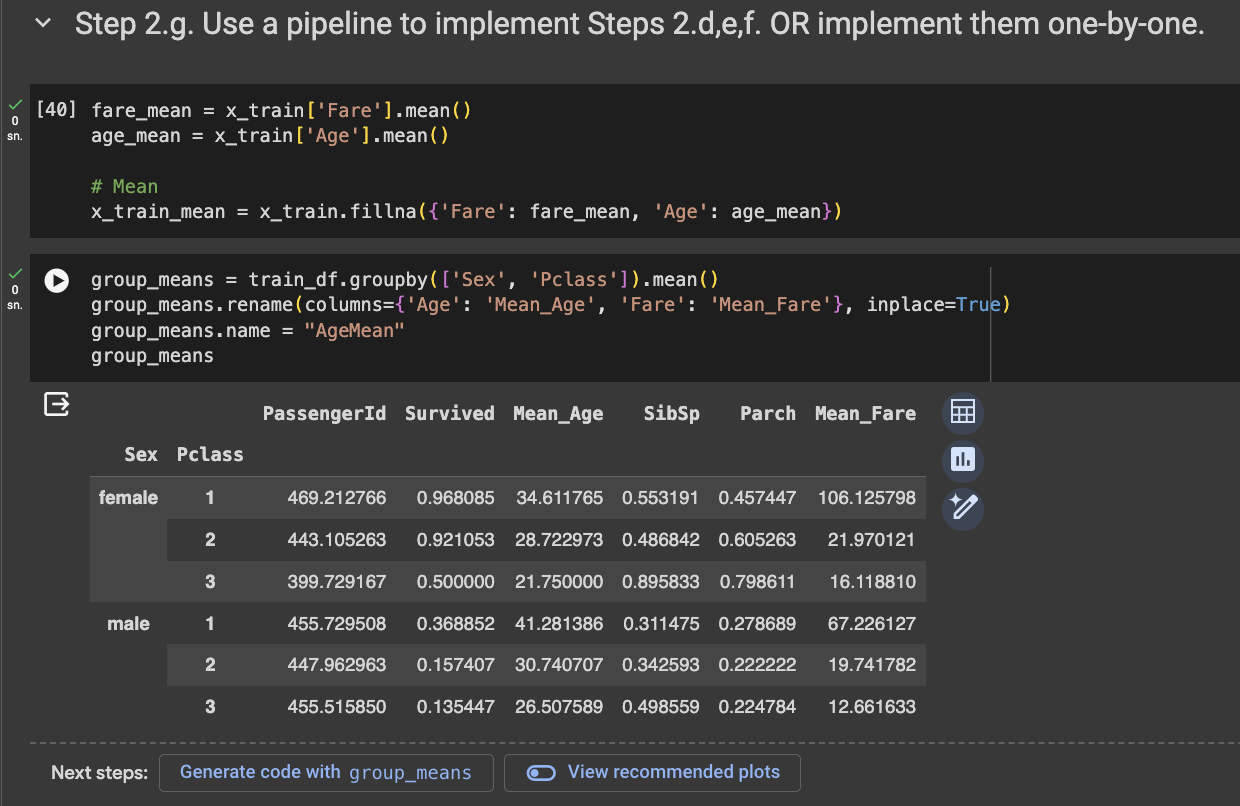 Step 2.g. Use a pipeline to implement Steps 2.d,e,f. OR implement them one-by-one.
[40] fare_mean = x_train['Fare'].mean()
0 age_mean = x_train['Age'].mean()
sn.
# Mean
x_train_mean = x_train.fillna({'Fare': fare_mean, 'Age': age_mean})
group_means = train_df.groupby(['Sex', 'Pclass']).mean()
0 group_means.rename(columns={'Age': 'Mean_Age', 'Fare': 'Mean_Fare'}, inplace=True)
sn.
group_means.name = "AgeMean"
group_means
PassengerId Survived Mean_Age SibSp Parch Mean_Fare
Sex Pclass
female 1 469.212766 0.968085 34.611765 0.553191 0.457447 106.125798
2 443.105263 0.921053 28.722973 0.486842 0.605263 21.970121
3 399.729167 0.500000 21.750000 0.895833 0.798611 16.118810
male 1 455.729508 0.368852 41.281386 0.311475 0.278689 67.226127
2 447.962963 0.157407 30.740707 0.342593 0.222222 19.741782
3 455.515850 0.135447 26.507589 0.498559 0.224784 12.661633
Next steps: Generate code with group_means View recommended plots